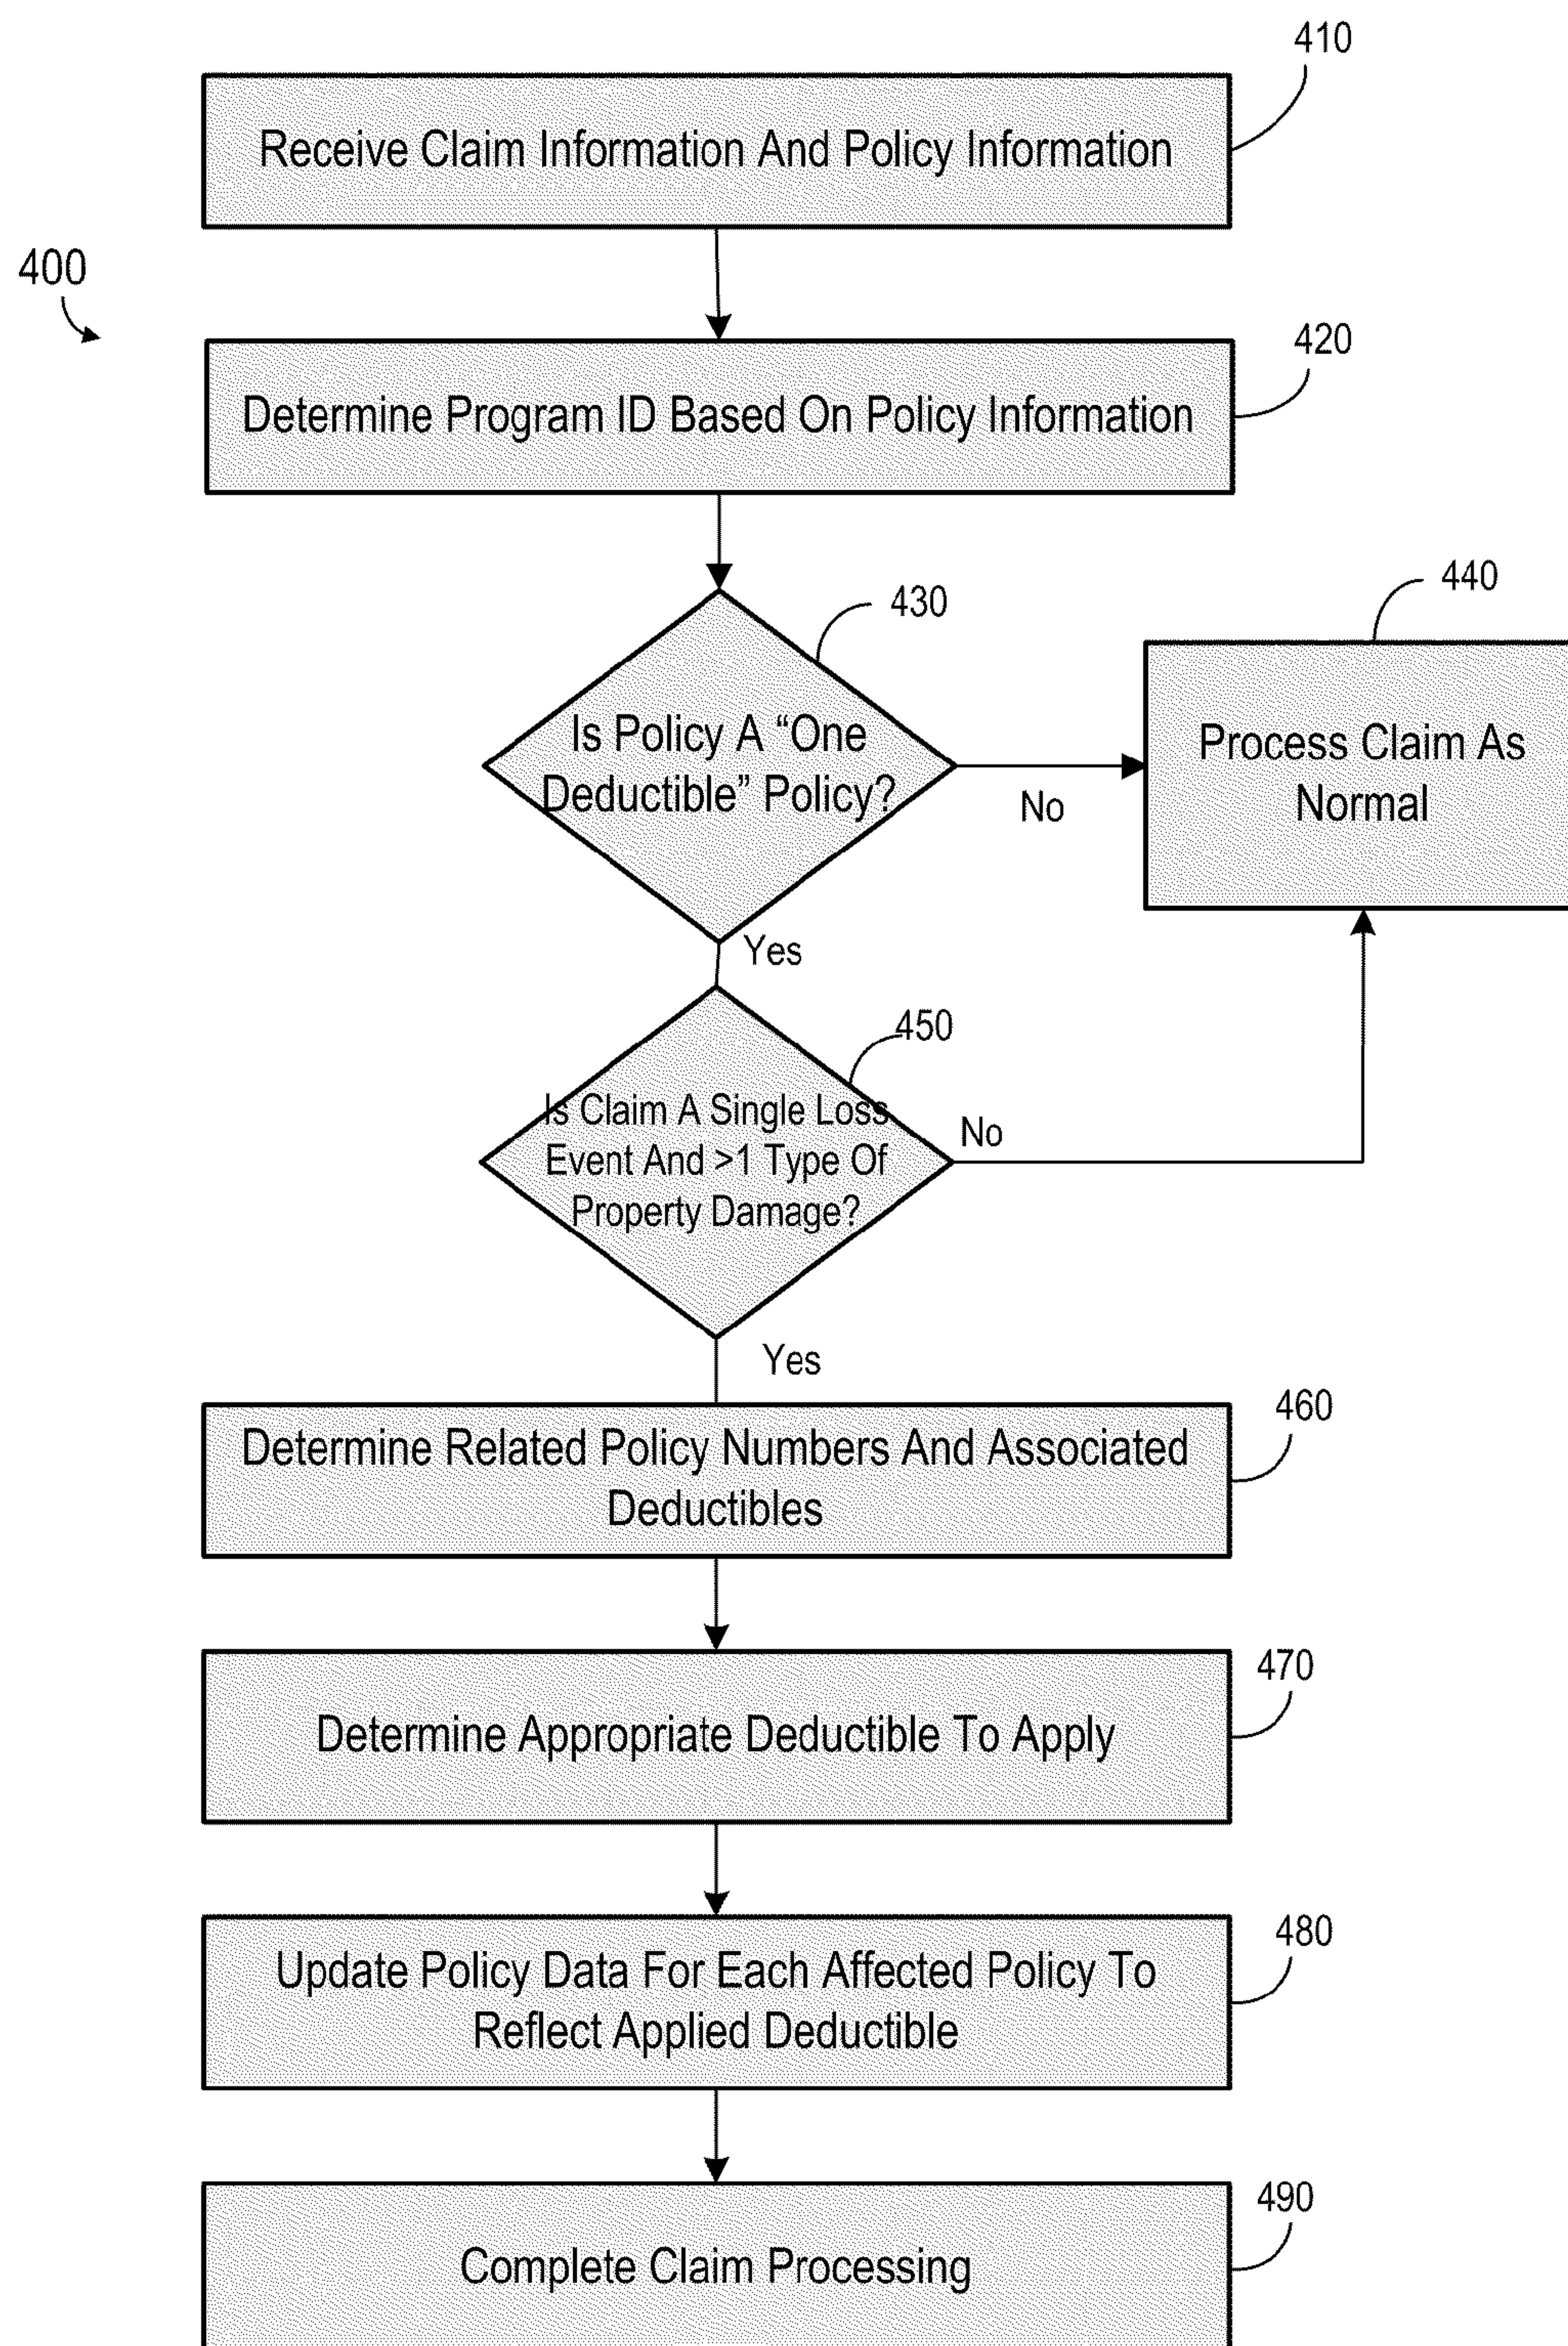 410
Receive Claim Information And Policy Information
400
420
Determine Program ID Based On Policy Information
430
440
Is Policy A “One
Deductible” Policy?
No
Process Claim As
Normal
Yes
450
Is Claim A Single Loss
Event And >1 Type Of
Property Damage?
No
Yes
460
Determine Related Policy Numbers And Associated
Deductibles
470
Determine Appropriate Deductible To Apply
480
Update Policy Data For Each Affected Policy To
Reflect Applied Deductible
490
Complete Claim Processing